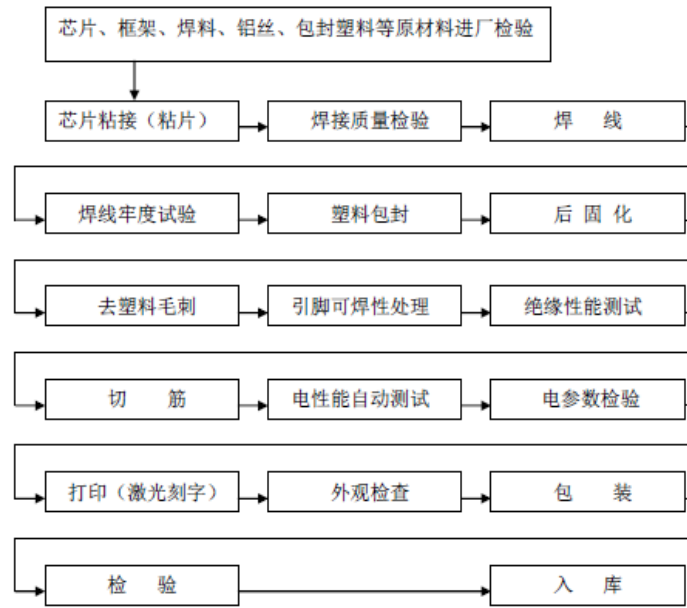 芯片、框架、焊料、铝丝、包封塑料等原材料进厂检验
芯片粘接（粘片）
焊接质量检验
焊 线
焊线牢度试验
塑料包封
后 固 化
去塑料毛刺
引脚可焊性处理
绝缘性能测试
切 筋
电性能自动测试
电参数检验
打印（激光刻字）
外观检查
包 装
检 验
入 库